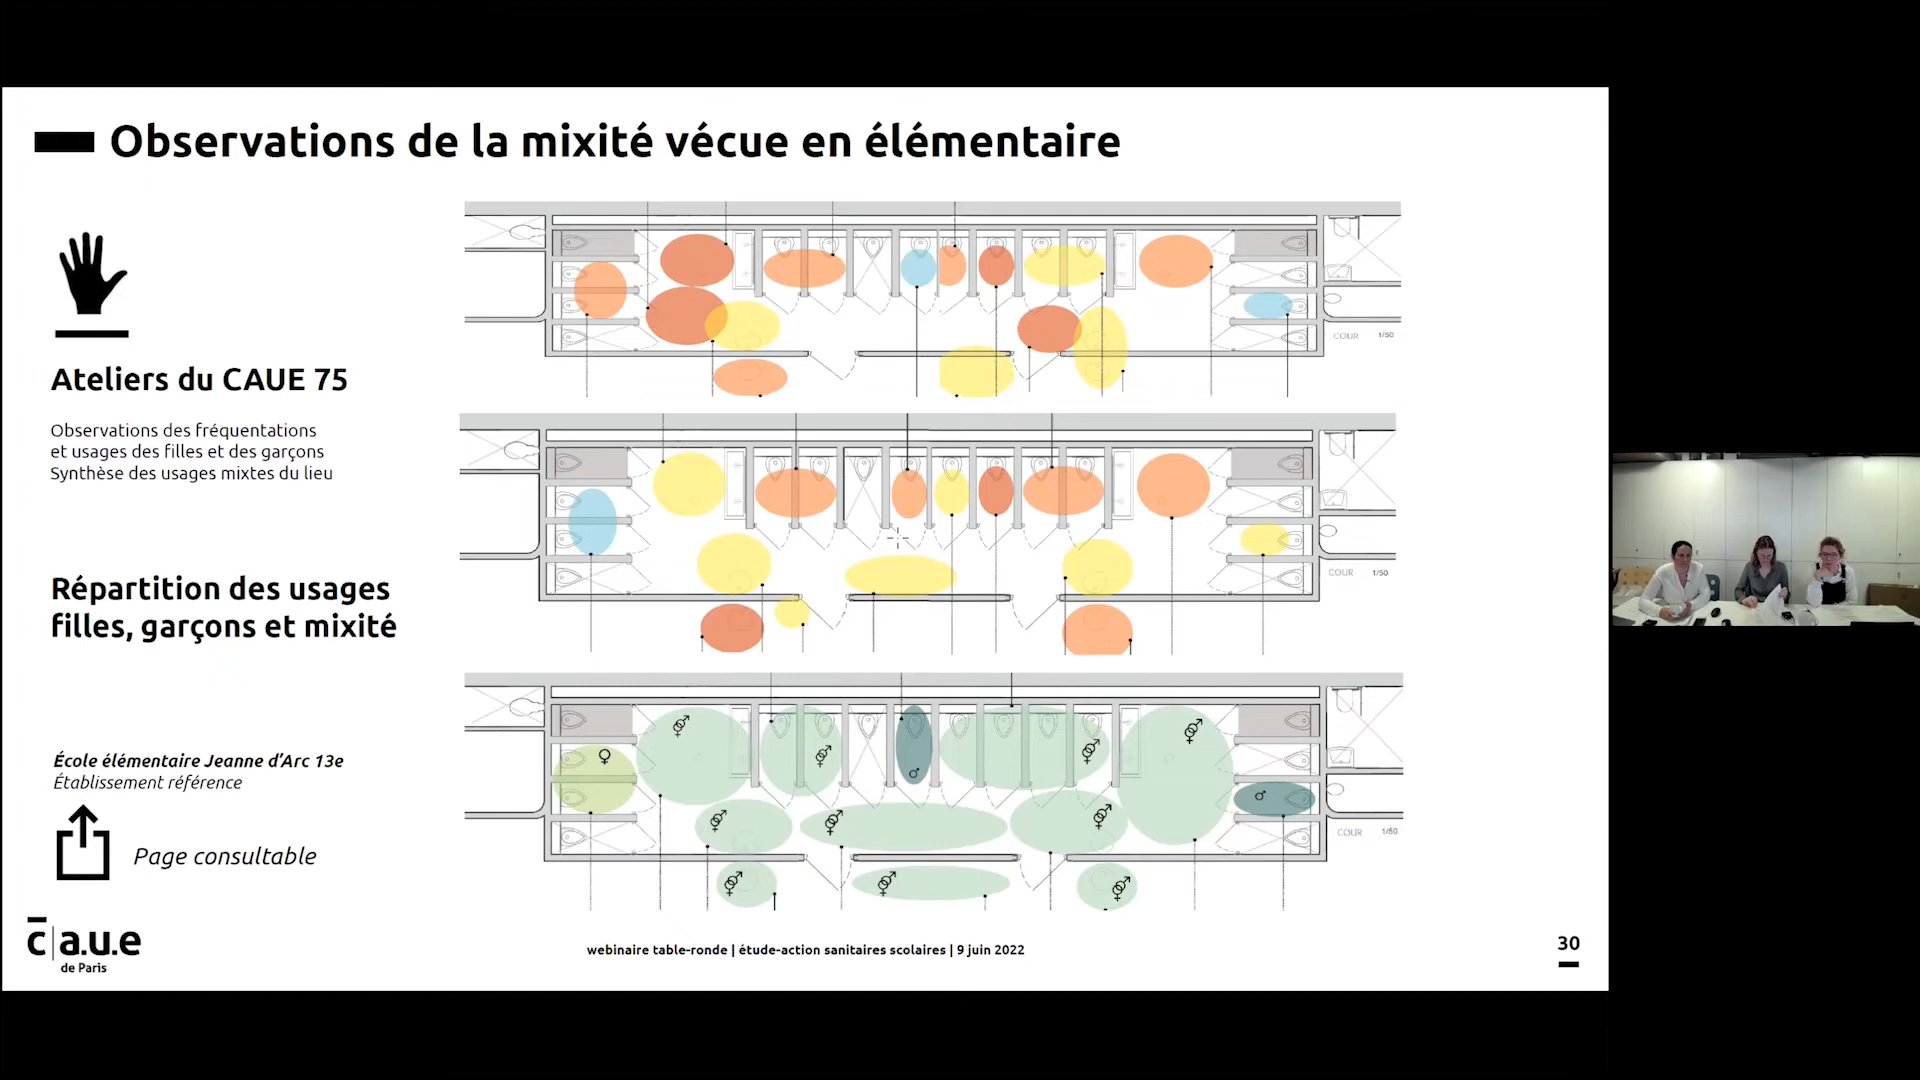 Observations de la mixité vécue en élémentaire
Ateliers du CAUE 75
Observations des fréquentations
et usages des filles et des garçons
Synthèse des usages mixtes du lieu
Répartition des usages
filles, garçons et mixité
École élémentaire Jeanne d'Arc 13e
Établissement référence
Page consultable
COUR 1/50
COUR 1/50
COUR 1/50
c|a.u.e
de Paris
webinaire table-ronde | étude-action sanitaires scolaires | 9 juin 2022
30